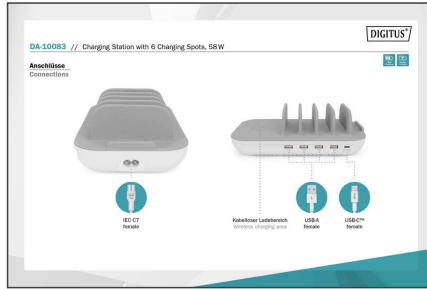 DIGITUS®
DA-10083 // Charging Station with 6 Charging Spots, 58 W
Anschlüsse
Connections
IEC C7
female
Kabelloser Ladebereich
Wireless charging area
USB-A
female
USB-C™
female